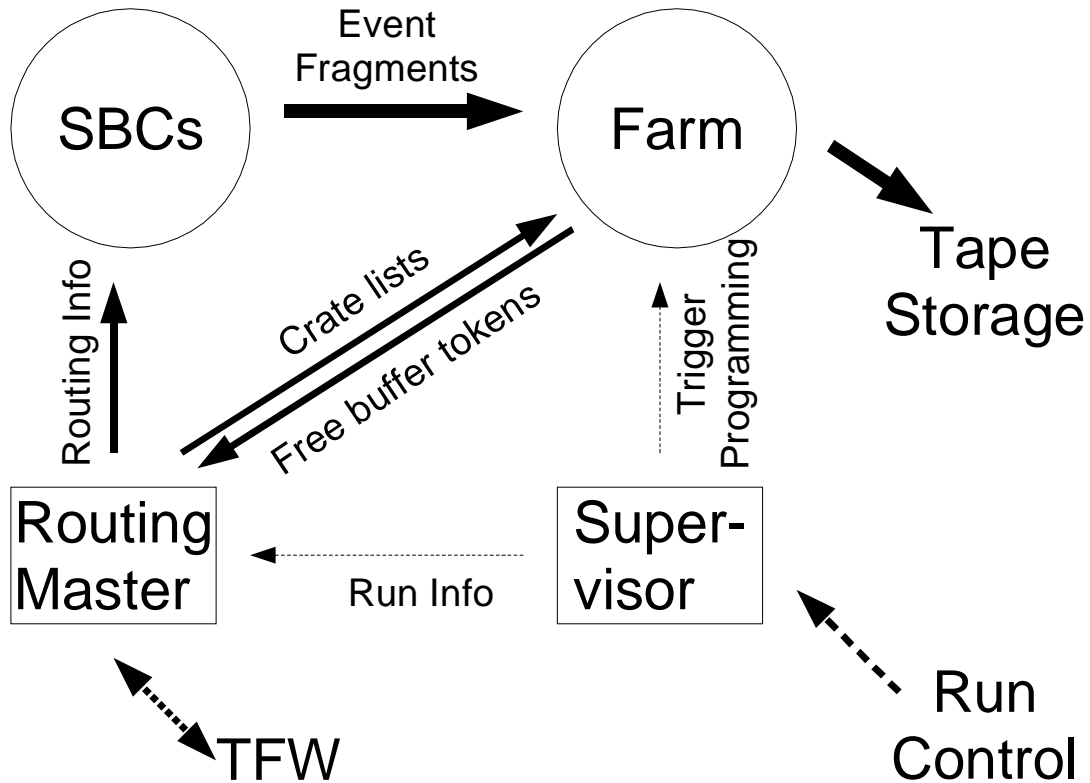 Event
Fragments
SBCs
Farm
Tape
Storage
Routing Info
Crate lists
Free buffer tokens
Trigger
Programming
Routing
Master
Super-
visor
Run Info
Run
Control
TFW